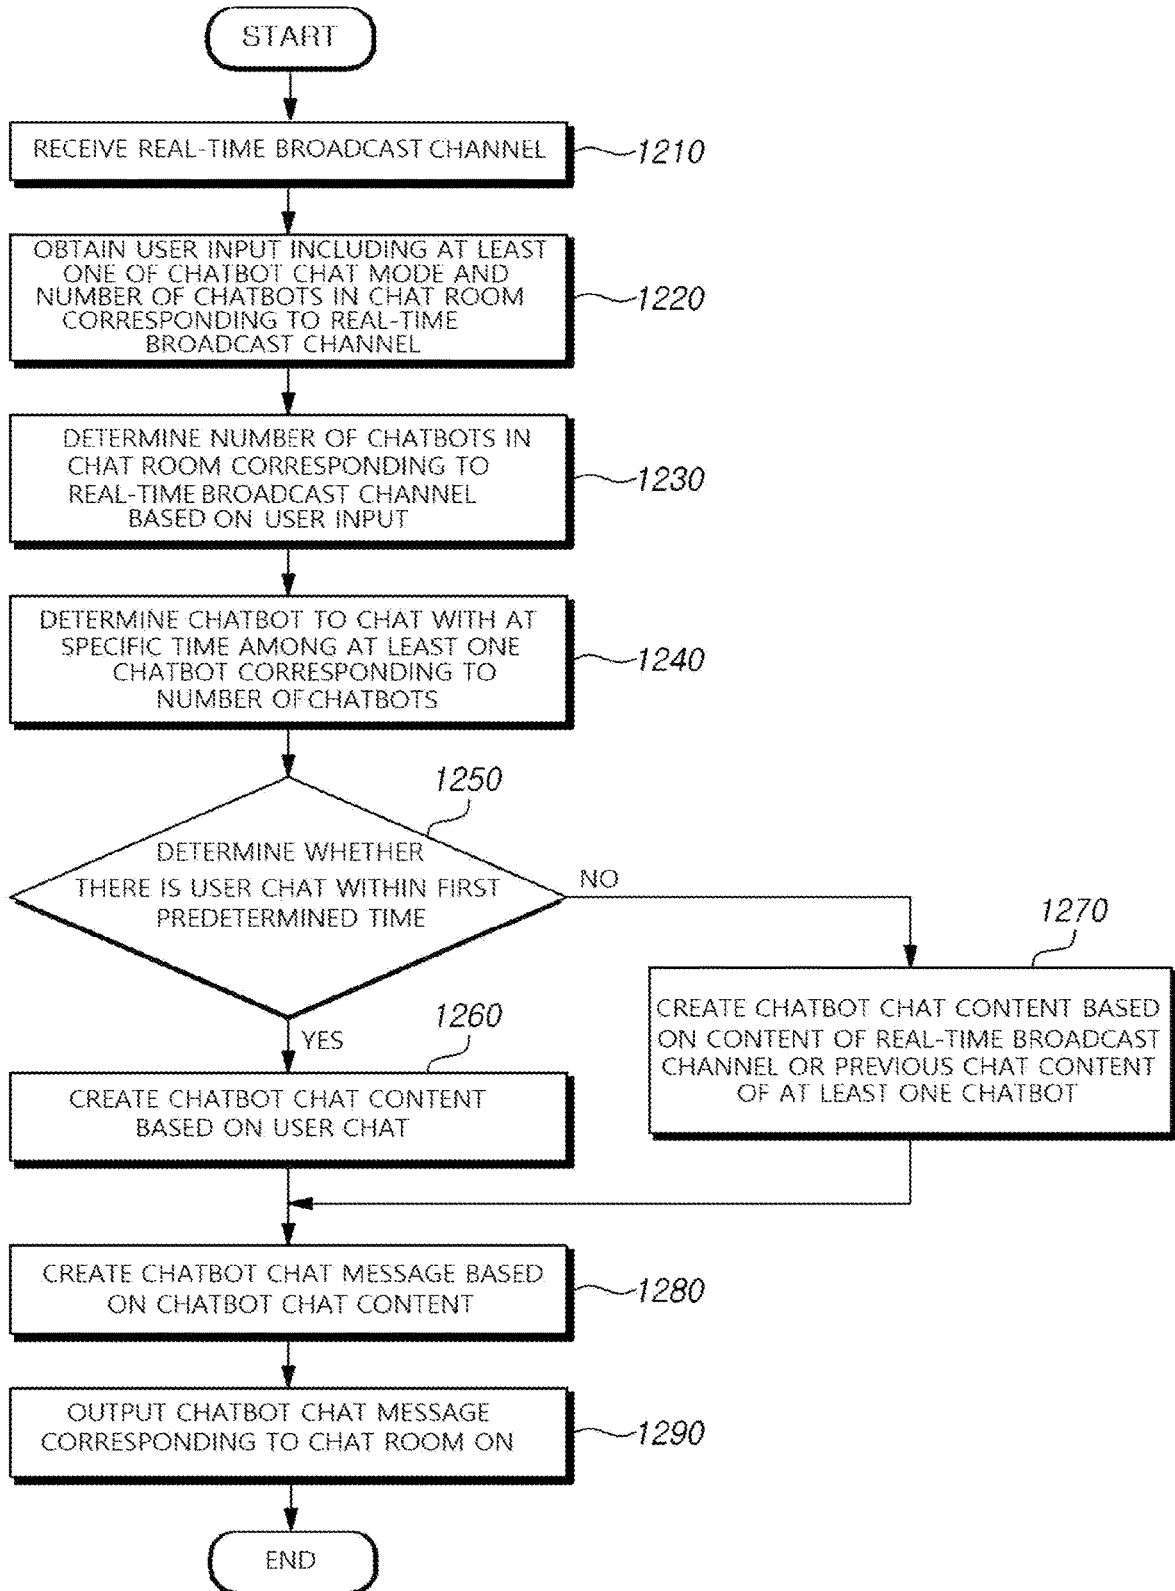 START
RECEIVE REAL-TIME BROADCAST CHANNEL
1210
OBTAIN USER INPUT INCLUDING AT LEAST
ONE OF CHATBOT CHAT MODE AND
NUMBER OF CHATBOTS IN CHAT ROOM
CORRESPONDING TO REAL-TIME
BROADCAST CHANNEL
1220
DETERMINE NUMBER OF CHATBOTS IN
CHAT ROOM CORRESPONDING TO
REAL-TIME BROADCAST CHANNEL
BASED ON USER INPUT
1230
DETERMINE CHATBOT TO CHAT WITH AT
SPECIFIC TIME AMONG AT LEAST ONE
CHATBOT CORRESPONDING TO
NUMBER OF CHATBOTS
1240
1250
DETERMINE WHETHER
THERE IS USER CHAT WITHIN FIRST
PREDETERMINED TIME
NO
YES
1260
CREATE CHATBOT CHAT CONTENT
BASED ON USER CHAT
1270
CREATE CHATBOT CHAT CONTENT BASED
ON CONTENT OF REAL-TIME BROADCAST
CHANNEL OR PREVIOUS CHAT CONTENT
OF AT LEAST ONE CHATBOT
CREATE CHATBOT CHAT MESSAGE BASED
ON CHATBOT CHAT CONTENT
1280
OUTPUT CHATBOT CHAT MESSAGE
CORRESPONDING TO CHAT ROOM ON
1290
END